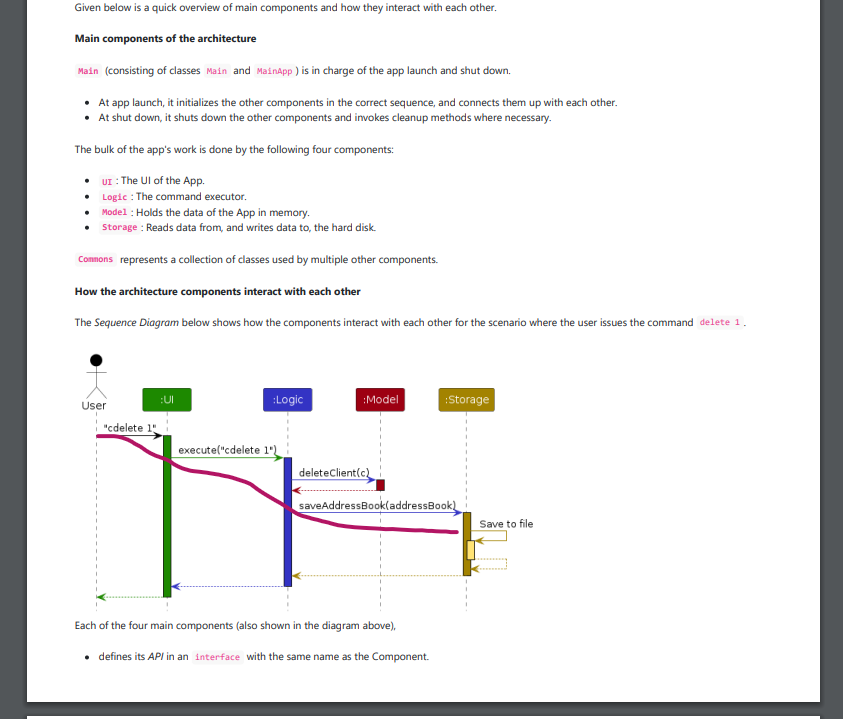 Given below is a quick overview of main components and how they interact with each other.
Main components of the architecture
Main (consisting of classes Main and MainApp) is in charge of the app launch and shut down.
• At app launch, it initializes the other components in the correct sequence, and connects them up with each other.
• At shut down, it shuts down the other components and invokes cleanup methods where necessary.
The bulk of the app's work is done by the following four components:
• UI : The UI of the App.
• Logic : The command executor.
• Model : Holds the data of the App in memory.
• Storage : Reads data from, and writes data to, the hard disk.
Commons represents a collection of classes used by multiple other components.
How the architecture components interact with each other
The Sequence Diagram below shows how the components interact with each other for the scenario where the user issues the command delete 1 .
User
:UI
:Logic
:Model
:Storage
"cdelete 1"
execute("cdelete 1")
deleteClient(c)
saveAddressBook(addressBook)
Save to file
Each of the four main components (also shown in the diagram above),
• defines its API in an interface with the same name as the Component.